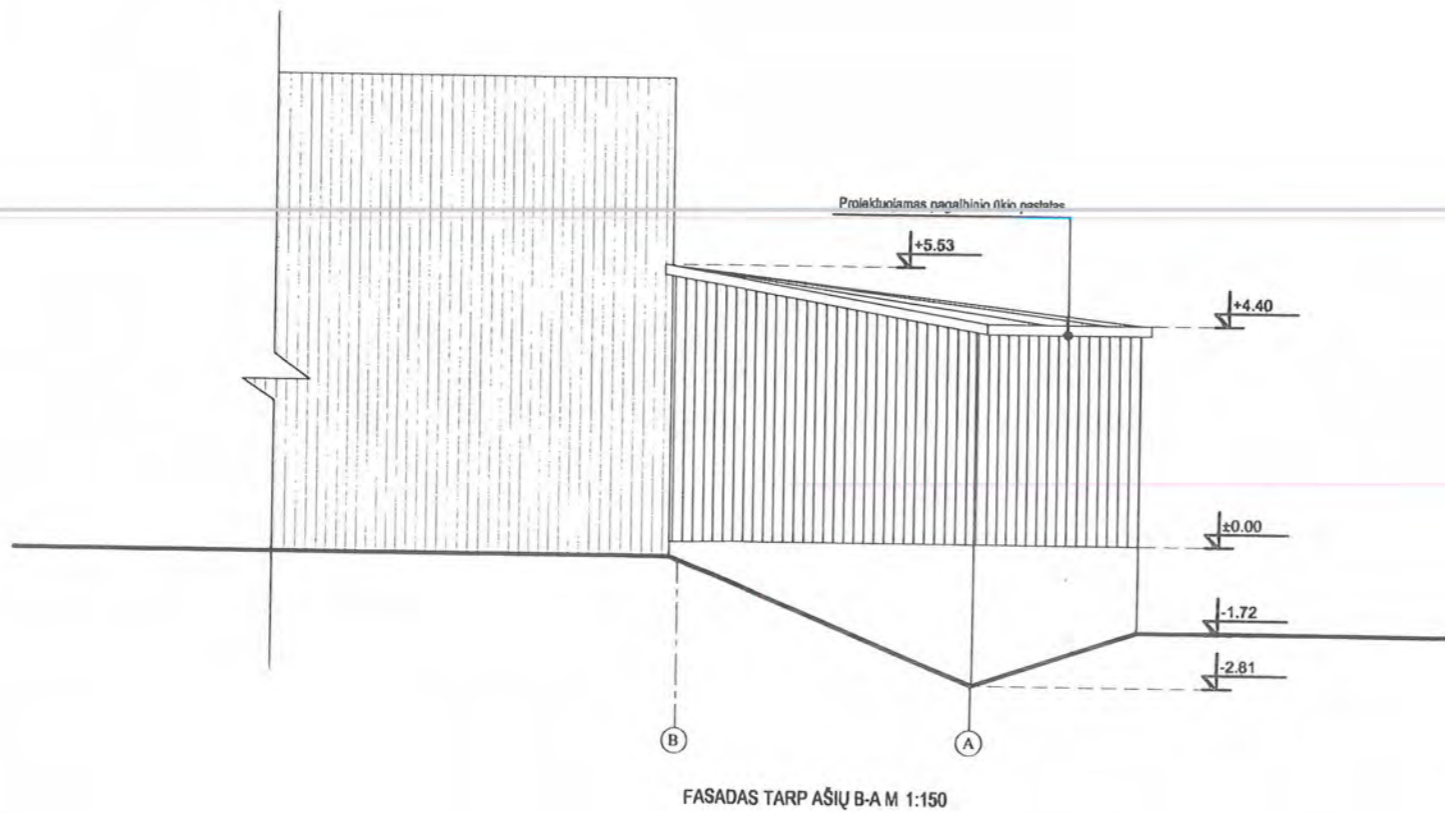 Projektuojamas pagalbinio ūkio pastatas
+5.53
+4.40
±0.00
-1.72
-2.81
B
A
FASADAS TARP AŠIŲ B-A M 1:150